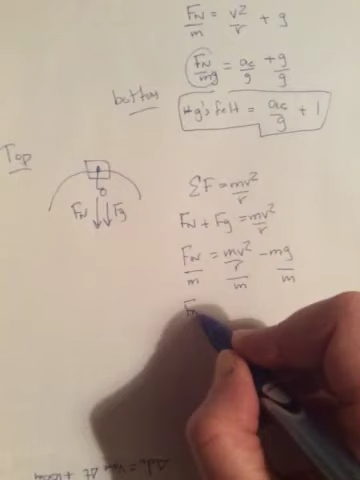 FN/m = v²/r + g
FN/mg = ac/g + g/g
bottom
#g's felt = ac/g + 1
Top
FN Fg
ΣF = mv²/r
FN + Fg = mv²/r
FN/m = mv²/r/m - mg/m
F